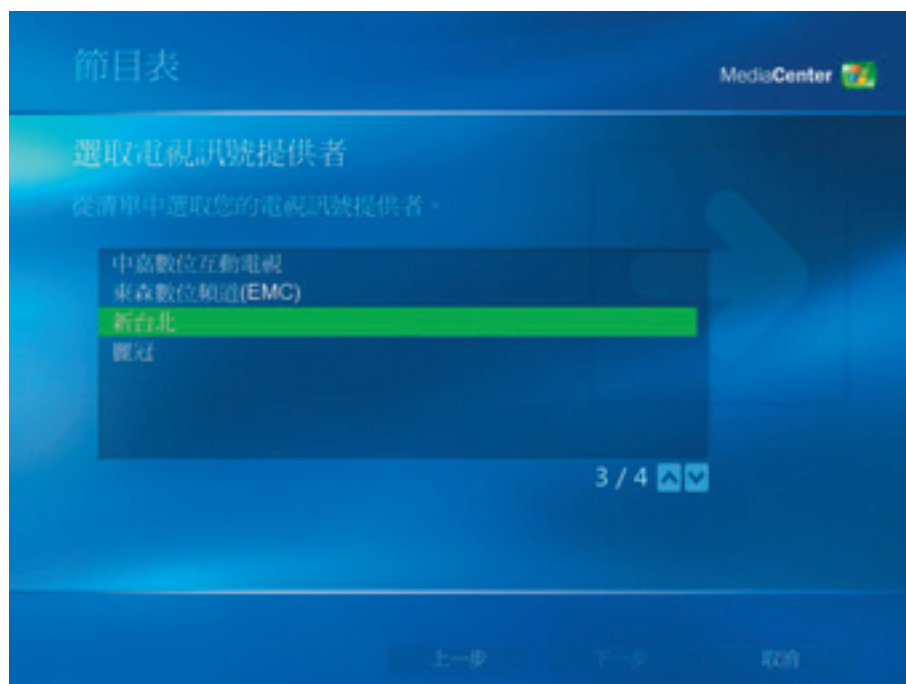 節目表
MediaCenter
選取電視訊號提供者
從清單中選取您的電視訊號提供者。
中嘉數位互動電視
東森數位頻道(EMC)
新台北
麗冠
3 / 4
上一步 下一步 取消